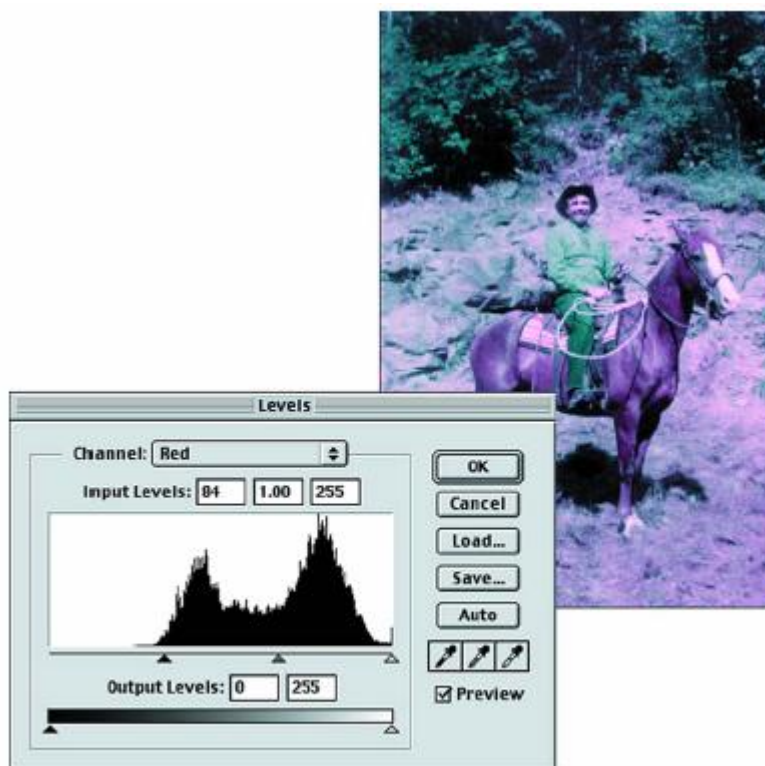 Levels
Channel: Red
Input Levels: 84 1.00 255
Output Levels: 0 255
OK
Cancel
Load...
Save...
Auto
Preview